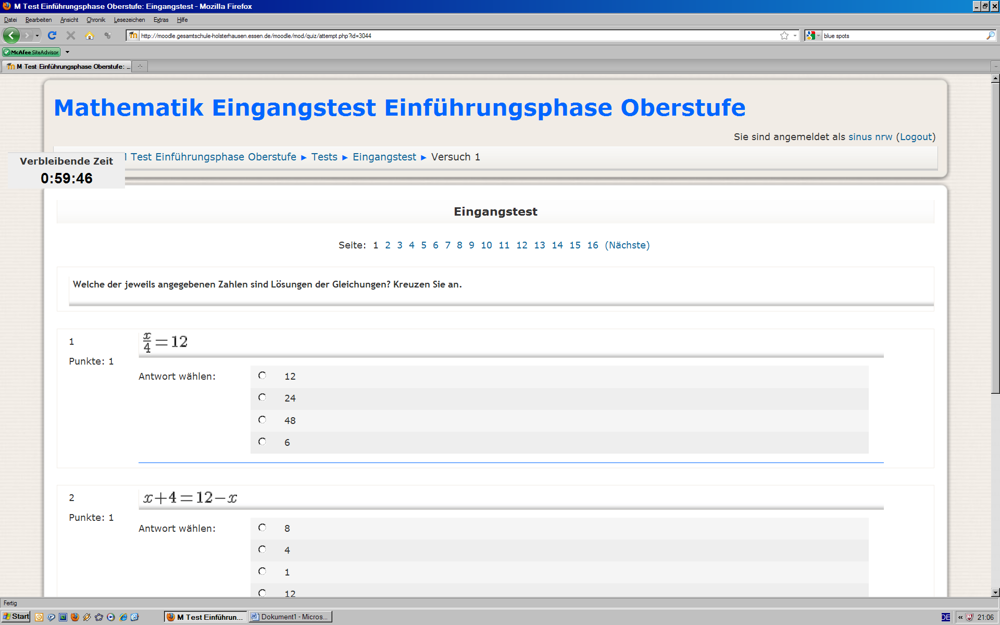 M Test Einführungsphase Oberstufe: Eingangstest - Mozilla Firefox
Datei Bearbeiten Ansicht Chronik Lesezeichen Extras Hilfe
http://moodle.gesamtschule-holsterhausen.essen.de/moodle/mod/quiz/attempt.php?id=3044
blue spots
McAfee SiteAdvisor
M Test Einführungsphase Oberstufe: ...
Mathematik Eingangstest Einführungsphase Oberstufe
Sie sind angemeldet als sinus nrw (Logout)
M Test Einführungsphase Oberstufe ► Tests ► Eingangstest ► Versuch 1
Verbleibende Zeit
0:59:46
Eingangstest
Seite: 1 2 3 4 5 6 7 8 9 10 11 12 13 14 15 16 (Nächste)
Welche der jeweils angegebenen Zahlen sind Lösungen der Gleichungen? Kreuzen Sie an.
1
x/4 = 12
Punkte: 1
Antwort wählen:
12
24
48
6
2
x+4=12−x
Punkte: 1
Antwort wählen:
8
4
1
12
Fertig
Start
M Test Einführun...
Dokument1 - Micros...
DE
« 21:06